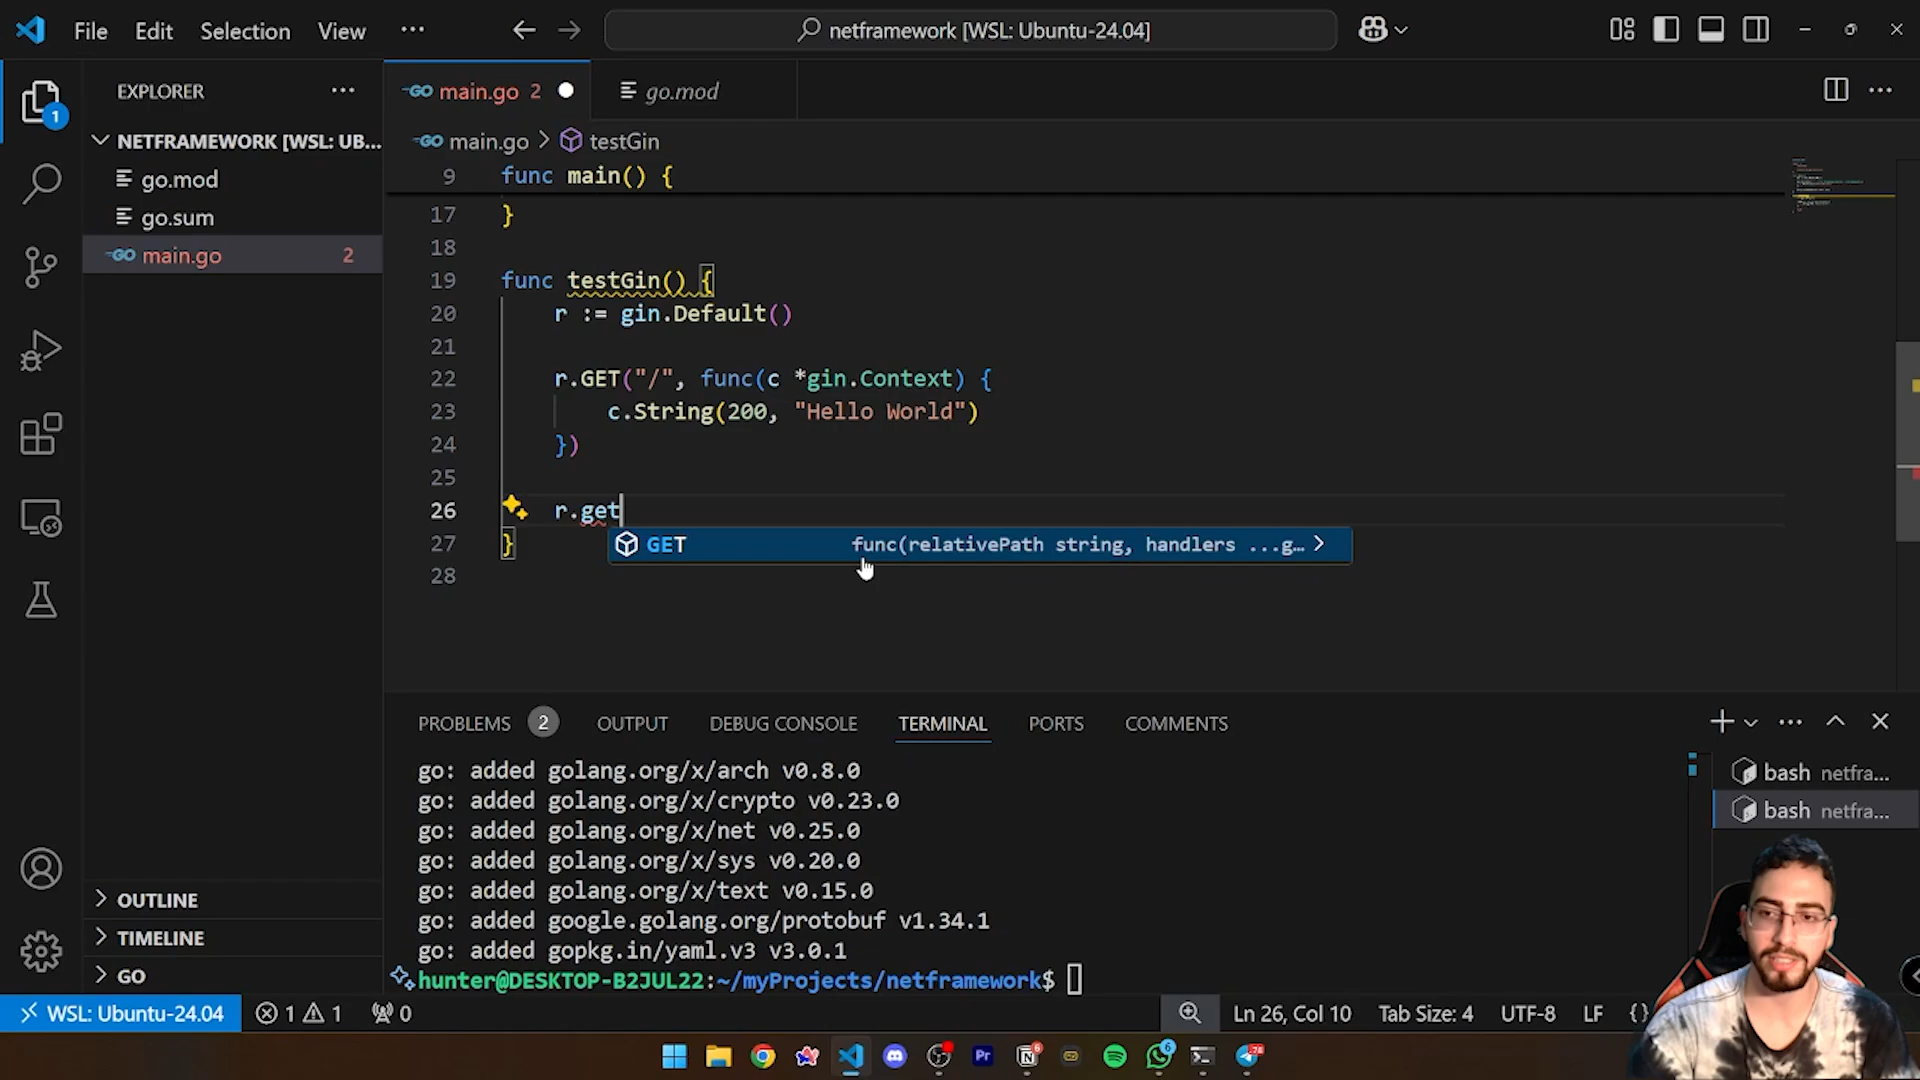 File Edit Selection View ···
netframework [WSL: Ubuntu-24.04]
EXPLORER ···
1
NETFRAMEWORK [WSL: UB...
go.mod
go.sum
GO main.go 2
GO main.go 2
go.mod
GO main.go > testGin
9 func main() {
17 }
18
19 func testGin() {
20 r := gin.Default()
21
22 r.GET("/", func(c *gin.Context) {
23 c.String(200, "Hello World")
24 })
25
26 r.get
GET func(relativePath string, handlers ...g…
27 }
28
OUTLINE
TIMELINE
GO
PROBLEMS 2 OUTPUT DEBUG CONSOLE TERMINAL PORTS COMMENTS
go: added golang.org/x/arch v0.8.0
go: added golang.org/x/crypto v0.23.0
go: added golang.org/x/net v0.25.0
go: added golang.org/x/sys v0.20.0
go: added golang.org/x/text v0.15.0
go: added google.golang.org/protobuf v1.34.1
go: added gopkg.in/yaml.v3 v3.0.1
hunter@DESKTOP-B2JUL22:~/myProjects/netframework$
bash netfra...
bash netfra...
WSL: Ubuntu-24.04 1 1 0 Ln 26, Col 10 Tab Size: 4 UTF-8 LF {}
Pr
6
6
78